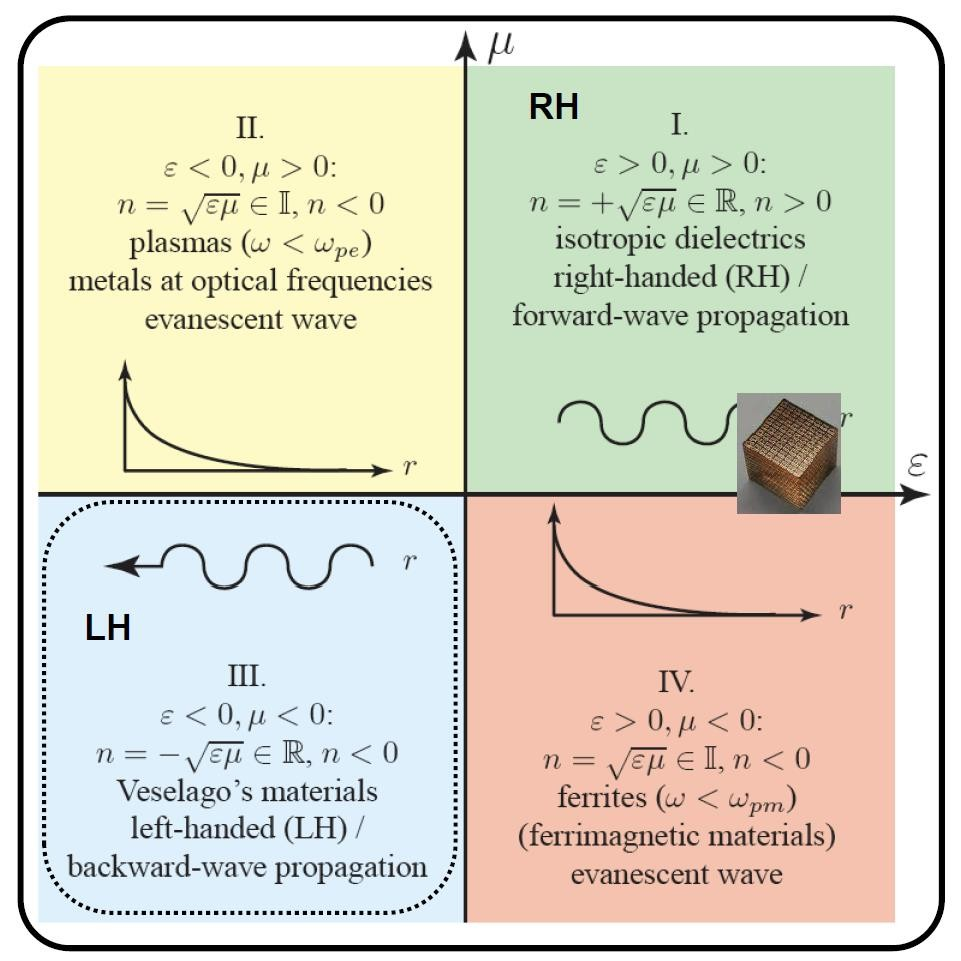 μ
II.
ε < 0, μ > 0:
n = √εμ ∈ 𝕀, n < 0
plasmas (ω < ωpe)
metals at optical frequencies
evanescent wave
r
RH
I.
ε > 0, μ > 0:
n = +√εμ ∈ ℝ, n > 0
isotropic dielectrics
right-handed (RH) /
forward-wave propagation
r
ε
r
LH
III.
ε < 0, μ < 0:
n = −√εμ ∈ ℝ, n < 0
Veselago's materials
left-handed (LH) /
backward-wave propagation
r
IV.
ε > 0, μ < 0:
n = √εμ ∈ 𝕀, n < 0
ferrites (ω < ωpm)
(ferrimagnetic materials)
evanescent wave